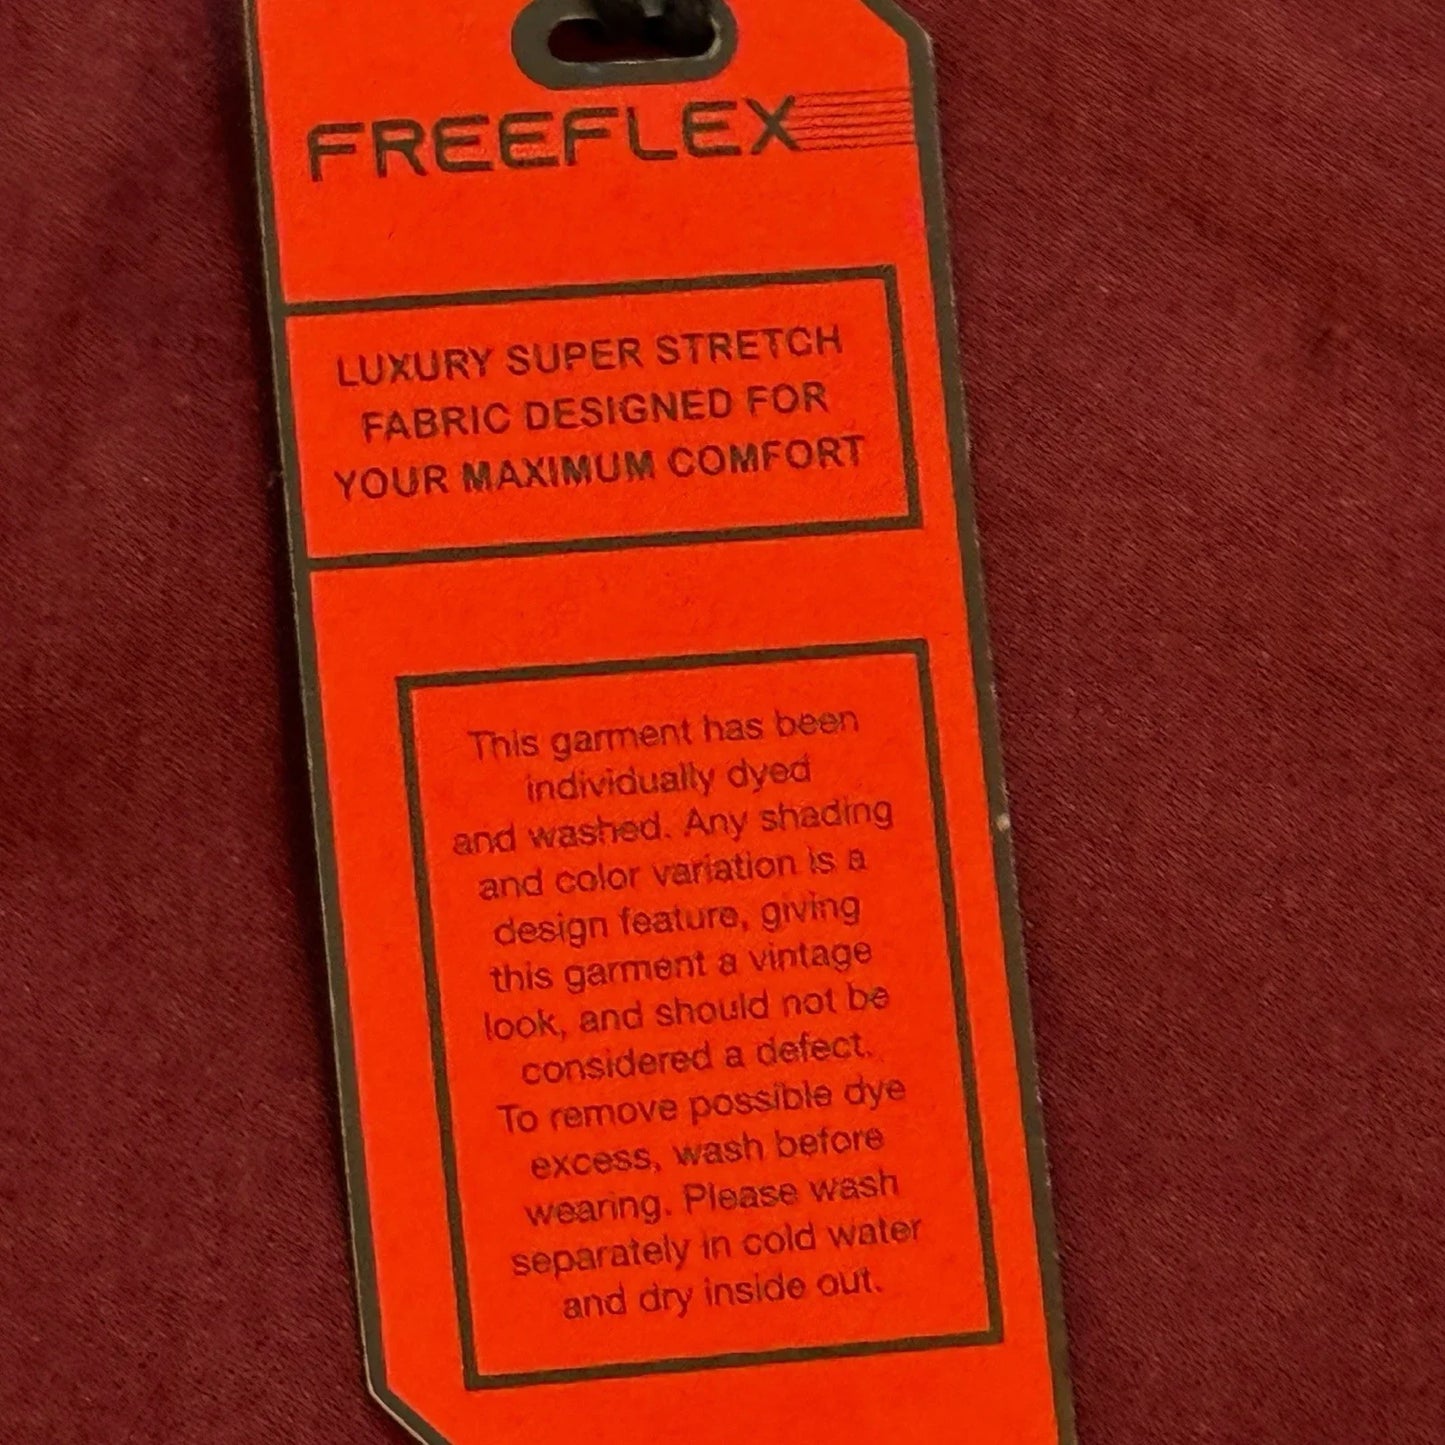 FREEFLEX
LUXURY SUPER STRETCH
FABRIC DESIGNED FOR
YOUR MAXIMUM COMFORT
This garment has been
individually dyed
and washed. Any shading
and color variation is a
design feature, giving
this garment a vintage
look, and should not be
considered a defect.
To remove possible dye
excess, wash before
wearing. Please wash
separately in cold water
and dry inside out.